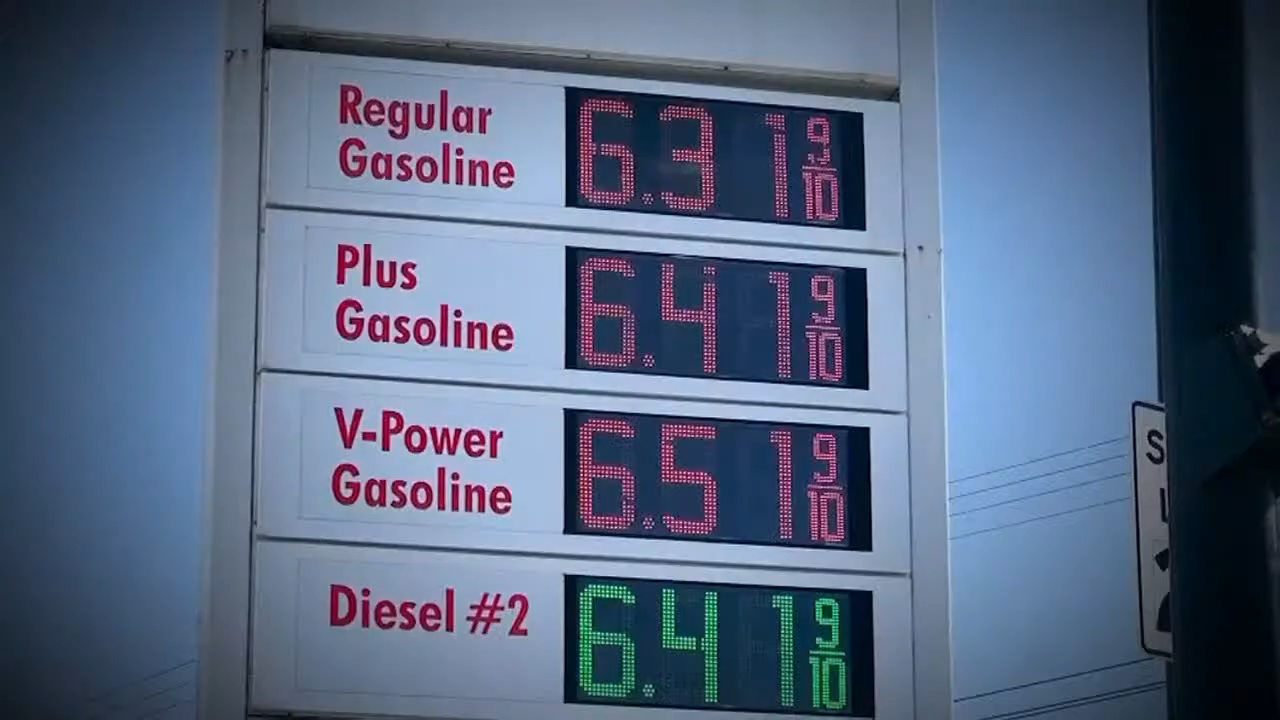 Regular
Gasoline
6.31 9/10
Plus
Gasoline
6.41 9/10
V-Power
Gasoline
6.51 9/10
Diesel #2
6.41 9/10